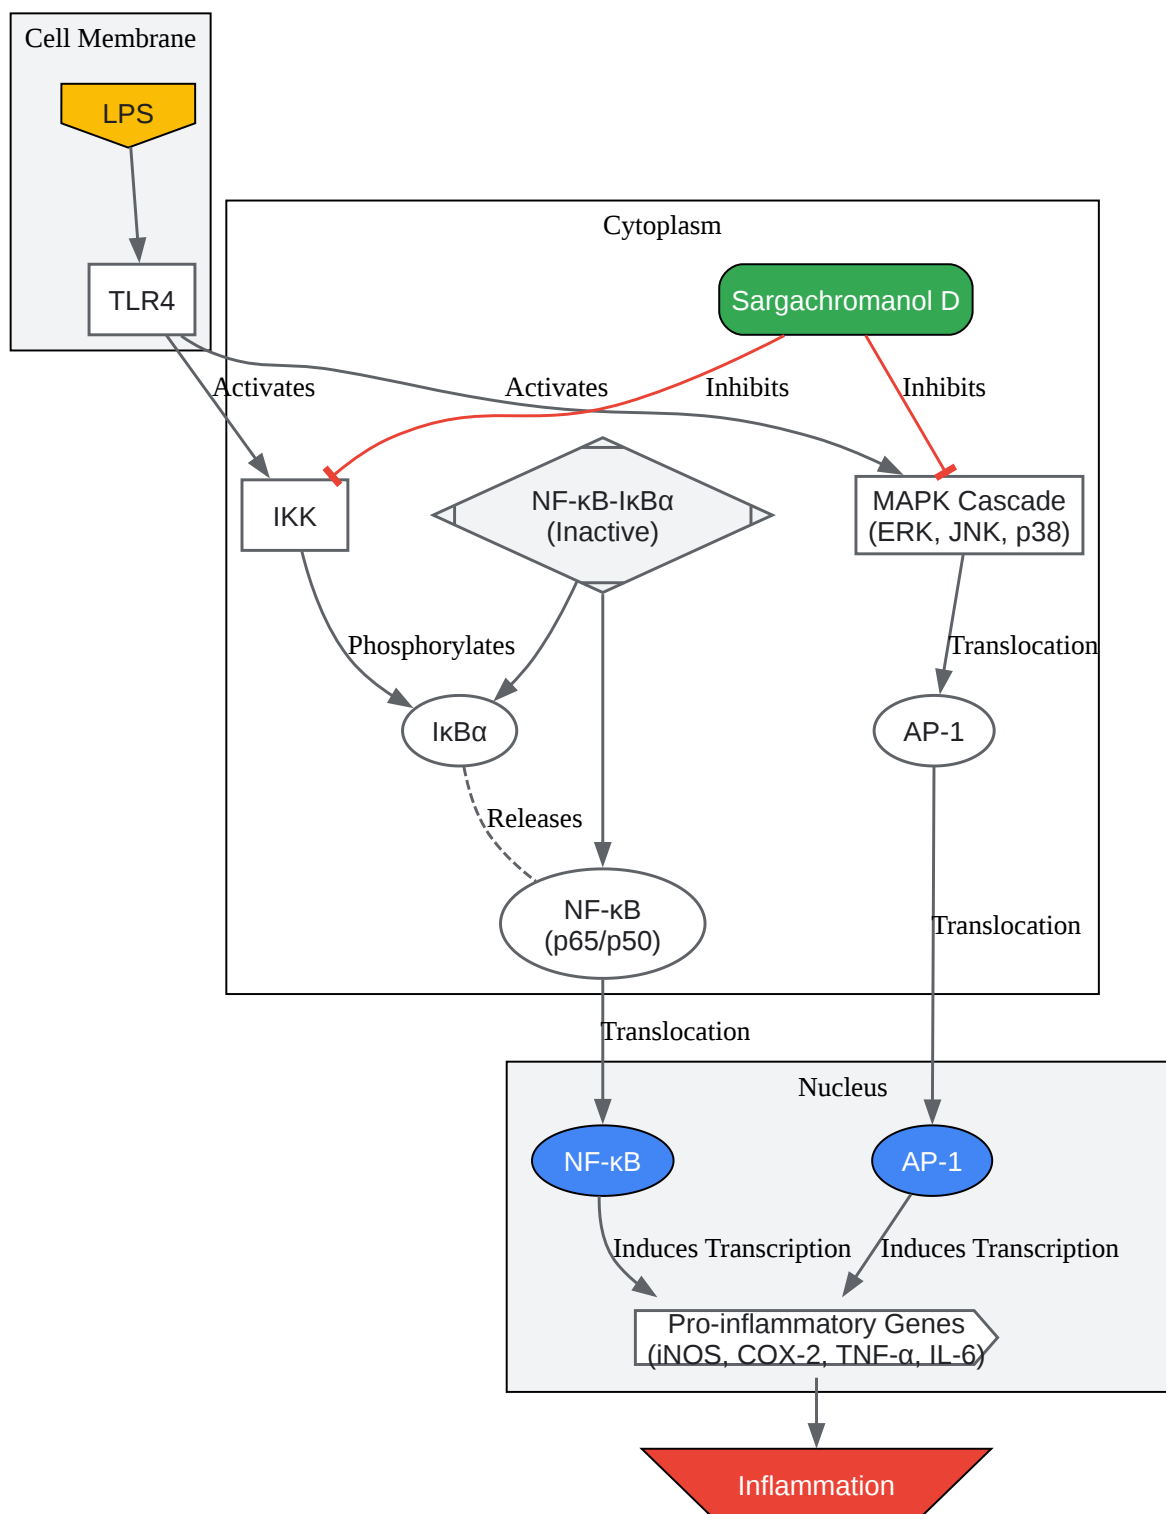 Cell Membrane
LPS
Cytoplasm
TLR4
Sargachromanol D
Activates
Activates
Inhibits
Inhibits
IKK
NF-κB-IκBα
(Inactive)
MAPK Cascade
(ERK, JNK, p38)
Phosphorylates
Translocation
IκBα
AP-1
Releases
NF-κB
(p65/p50)
Translocation
Translocation
Nucleus
NF-κB
AP-1
Induces Transcription
Induces Transcription
Pro-inflammatory Genes
(iNOS, COX-2, TNF-α, IL-6)
Inflammation